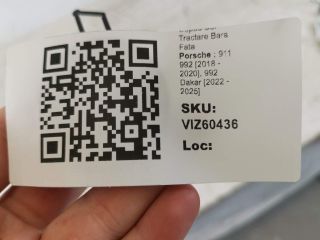 Tractare Bara
Fata
Porsche : 911
992 [2018 -
2020], 992
Dakar [2022 -
2025]
SKU:
VIZ60436
Loc: